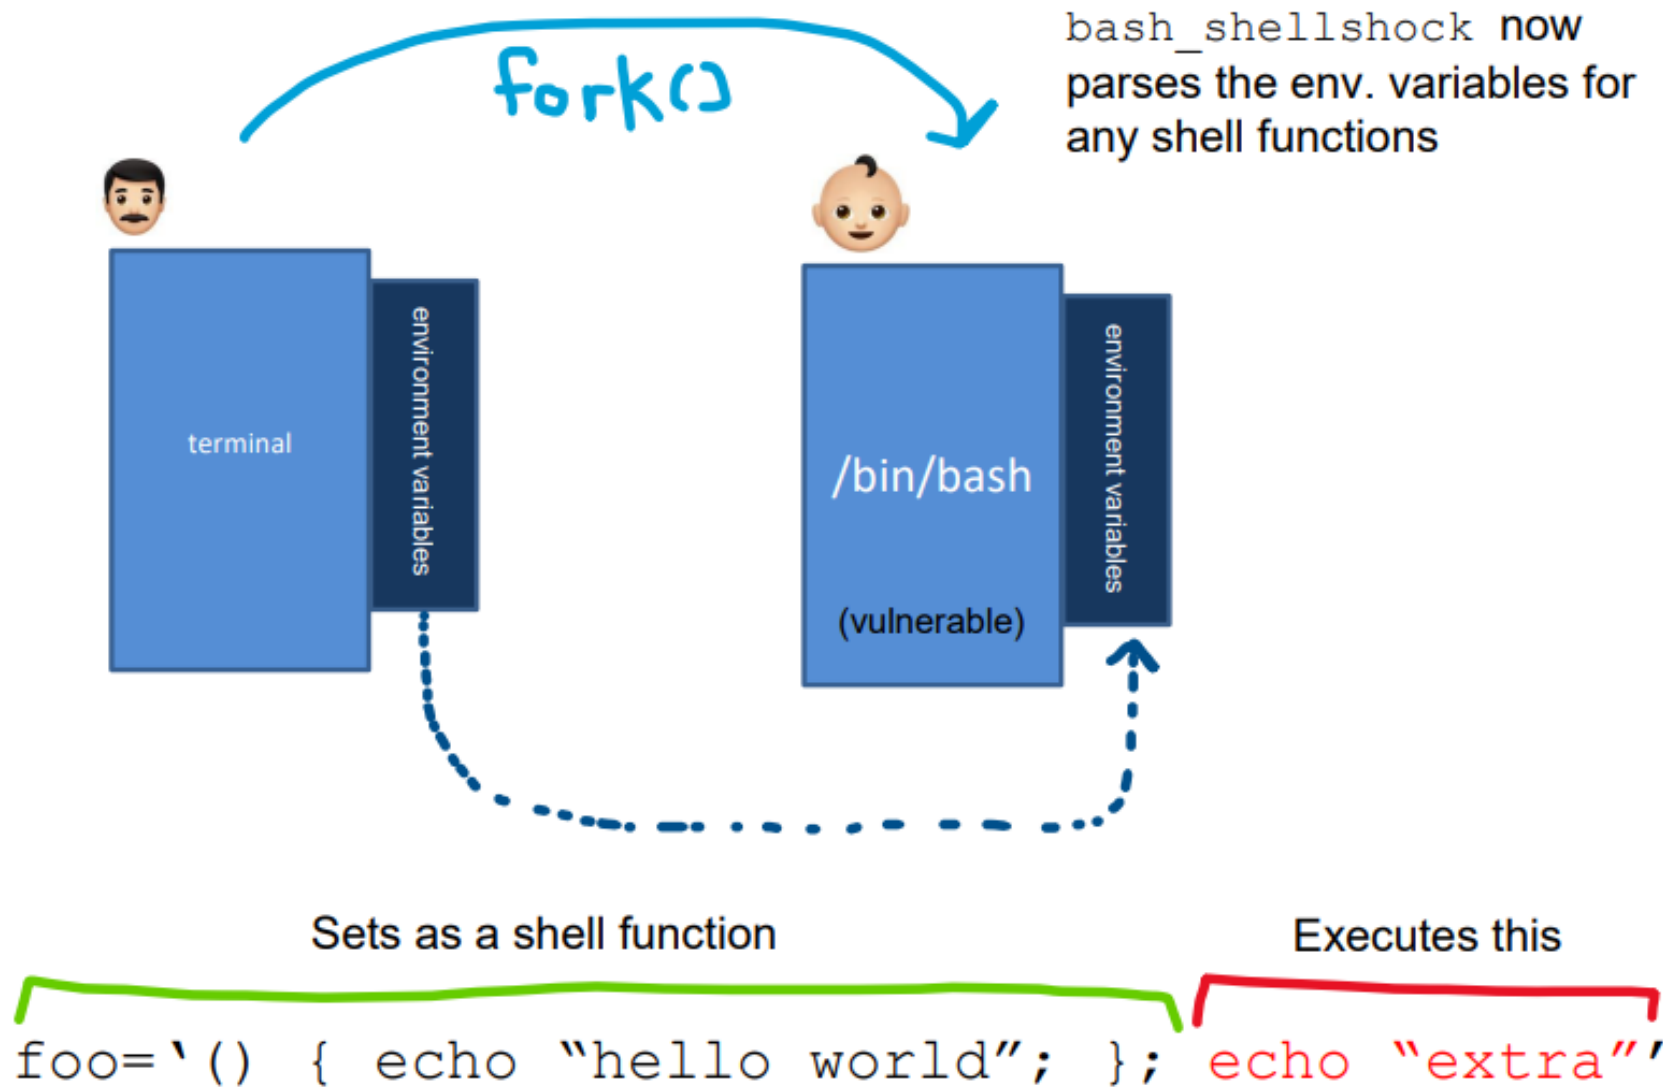 fork()
bash_shellshock now
parses the env. variables for
any shell functions
terminal
environment variables
/bin/bash
(vulnerable)
environment variables
Sets as a shell function
Executes this
foo=‘() { echo “hello world”; }; echo “extra”’